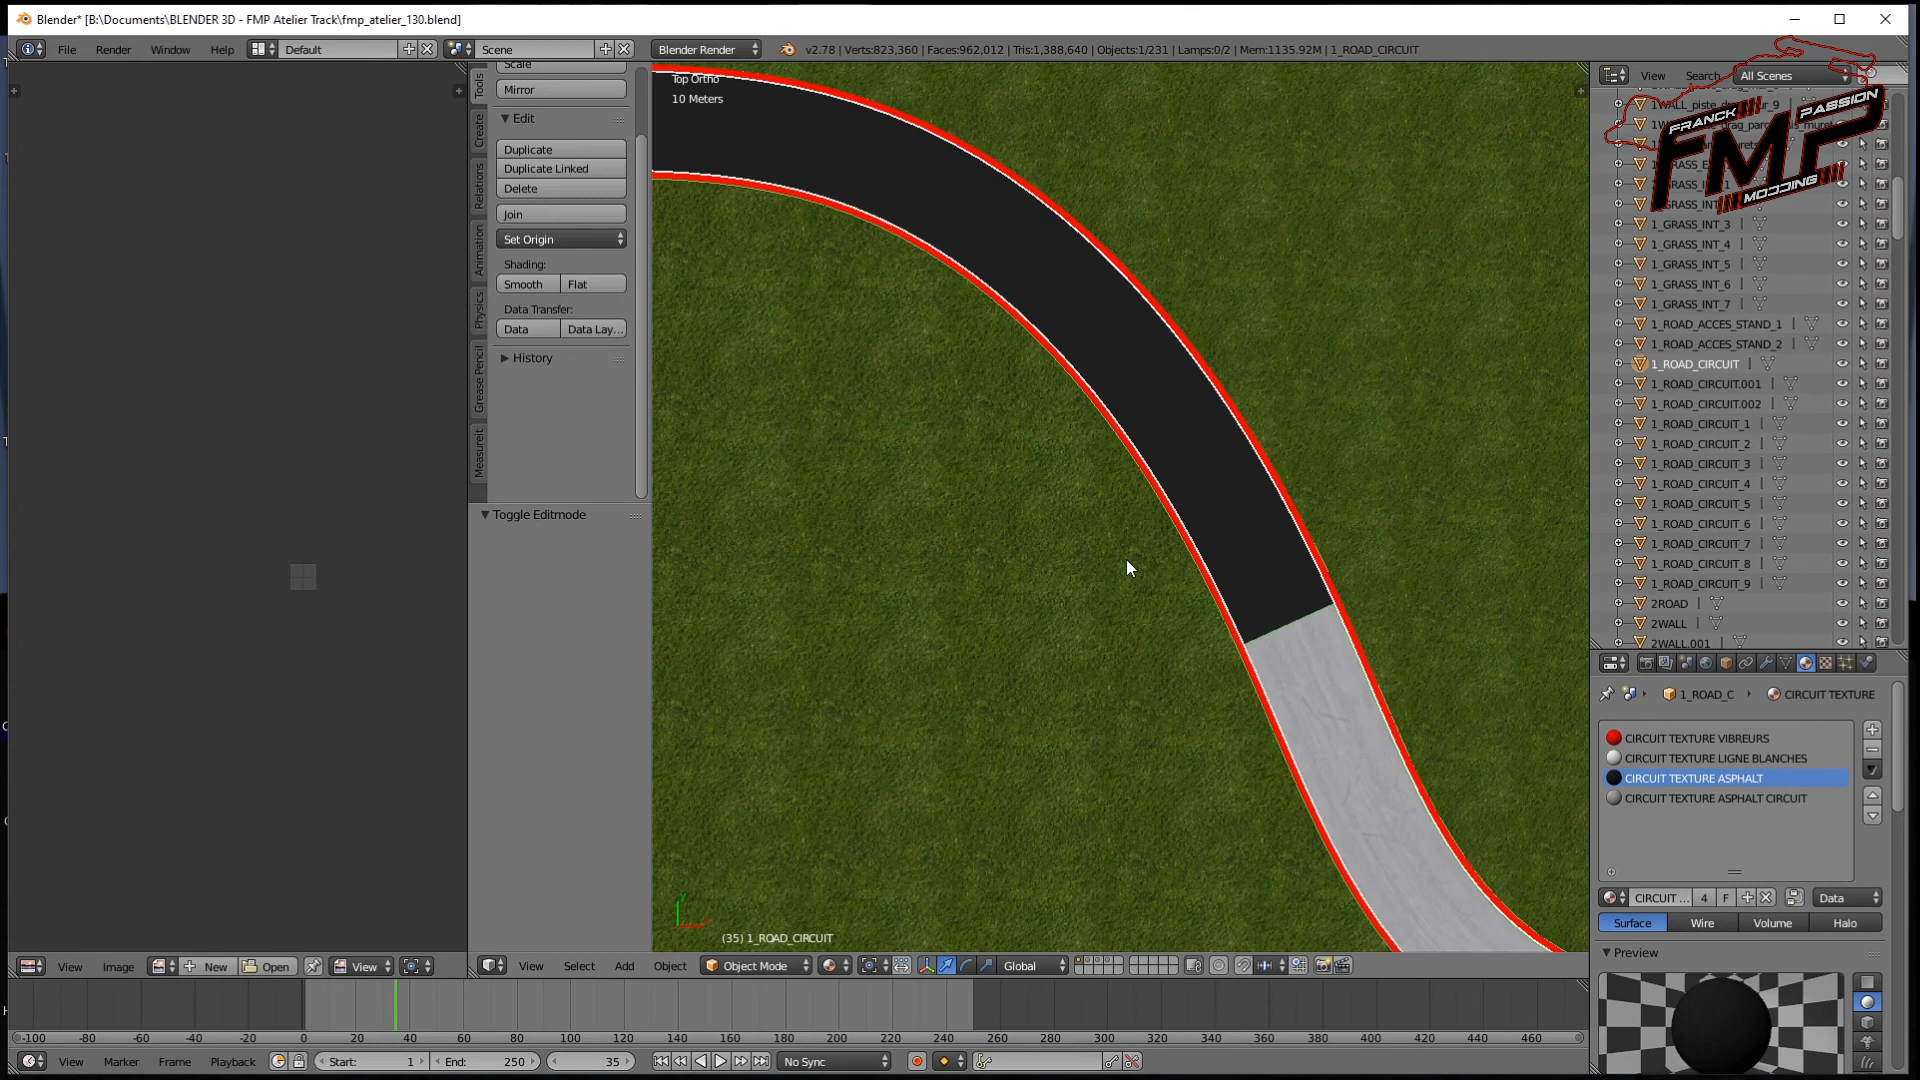 Blender* [B:\Documents\BLENDER 3D - FMP Atelier Track\fmp_atelier_130.blend]
File Render Window Help Default Scene Blender Render v2.78 | Verts:823,360 | Faces:962,012 | Tris:1,388,640 | Objects:1/231 | Lamps:0/2 | Mem:1135.92M | 1_ROAD_CIRCUIT
Scale
Mirror
Edit
Duplicate
Duplicate Linked
Delete
Join
Set Origin
Shading:
Smooth Flat
Data Transfer:
Data Data Lay...
History
Toggle Editmode
Tools
Create
Relations
Animation
Physics
Grease Pencil
Measureit
Top Ortho
10 Meters
(35) 1_ROAD_CIRCUIT
View Search All Scenes
FRANCK PASSION
FMP
MODDING
1_GRASS_INT_3
1_GRASS_INT_4
1_GRASS_INT_5
1_GRASS_INT_6
1_GRASS_INT_7
1_ROAD_ACCES_STAND_1
1_ROAD_ACCES_STAND_2
1_ROAD_CIRCUIT
1_ROAD_CIRCUIT.001
1_ROAD_CIRCUIT.002
1_ROAD_CIRCUIT_1
1_ROAD_CIRCUIT_2
1_ROAD_CIRCUIT_3
1_ROAD_CIRCUIT_4
1_ROAD_CIRCUIT_5
1_ROAD_CIRCUIT_6
1_ROAD_CIRCUIT_7
1_ROAD_CIRCUIT_8
1_ROAD_CIRCUIT_9
2ROAD
2WALL
2WALL.001
1_ROAD_C CIRCUIT TEXTURE
CIRCUIT TEXTURE VIBREURS
CIRCUIT TEXTURE LIGNE BLANCHES
CIRCUIT TEXTURE ASPHALT
CIRCUIT TEXTURE ASPHALT CIRCUIT
CIRCUIT ... 4 F Data
Surface Wire Volume Halo
Preview
View Image New Open View
View Select Add Object Object Mode Global
-100 -80 -60 -40 -20 0 20 40 60 80 100 120 140 160 180 200 220 240 260 280 300 320 340 360 380 400 420 440 460
View Marker Frame Playback Start: 1 End: 250 35 No Sync